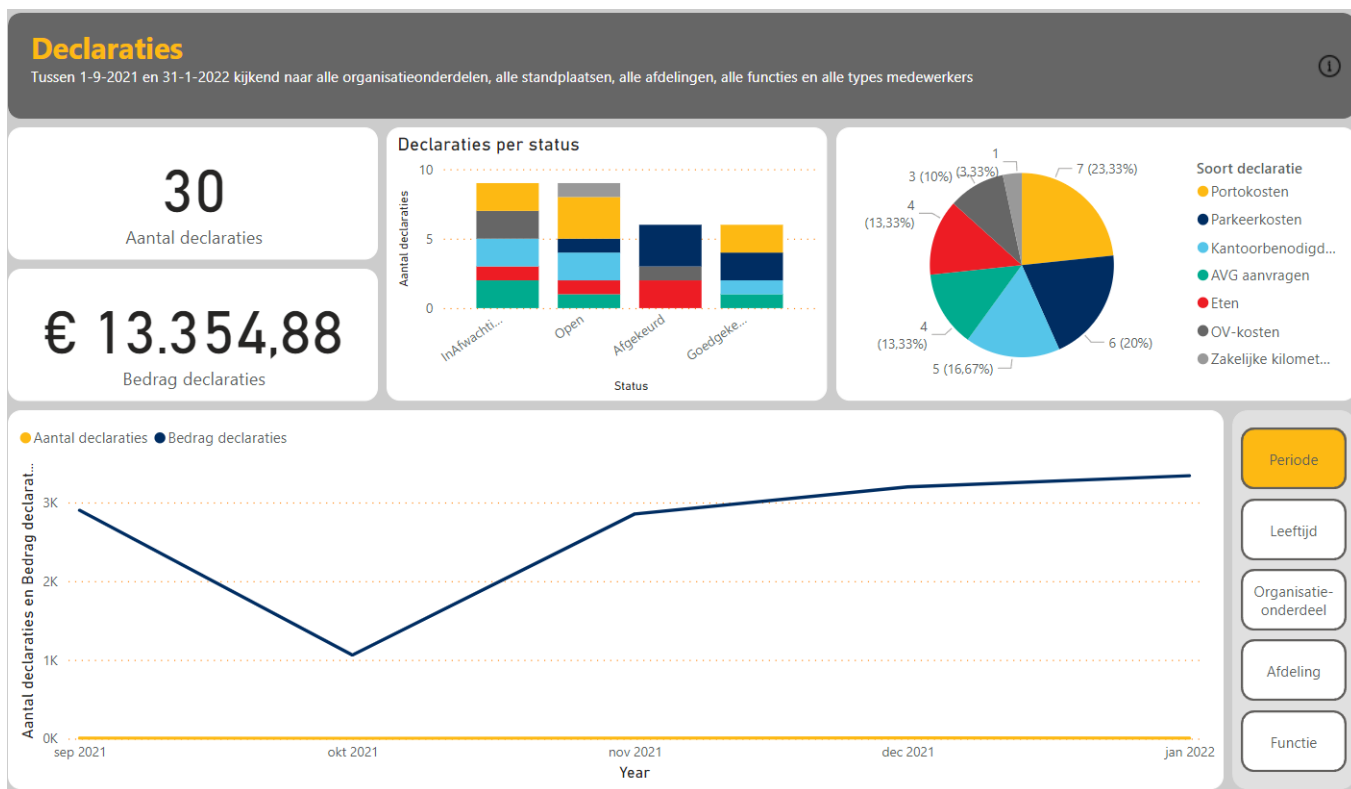 Declaraties
Tussen 1-9-2021 en 31-1-2022 kijkend naar alle organisatieonderdelen, alle standplaatsen, alle afdelingen, alle functies en alle types medewerkers
30
Aantal declaraties
€ 13.354,88
Bedrag declaraties
Declaraties per status
Aantal declaraties
10
5
0
InAfwachti...
Open
Afgekeurd
Goedgeke...
Status
1
(3,33%)
3 (10%)
7 (23,33%)
4
(13,33%)
4
(13,33%)
5 (16,67%)
6 (20%)
Soort declaratie
Portokosten
Parkeerkosten
Kantoorbenodigd...
AVG aanvragen
Eten
OV-kosten
Zakelijke kilomet...
Aantal declaraties
Bedrag declaraties
Aantal declaraties en Bedrag declarat...
3K
2K
1K
0K
sep 2021
okt 2021
nov 2021
dec 2021
jan 2022
Year
Periode
Leeftijd
Organisatie-
onderdeel
Afdeling
Functie